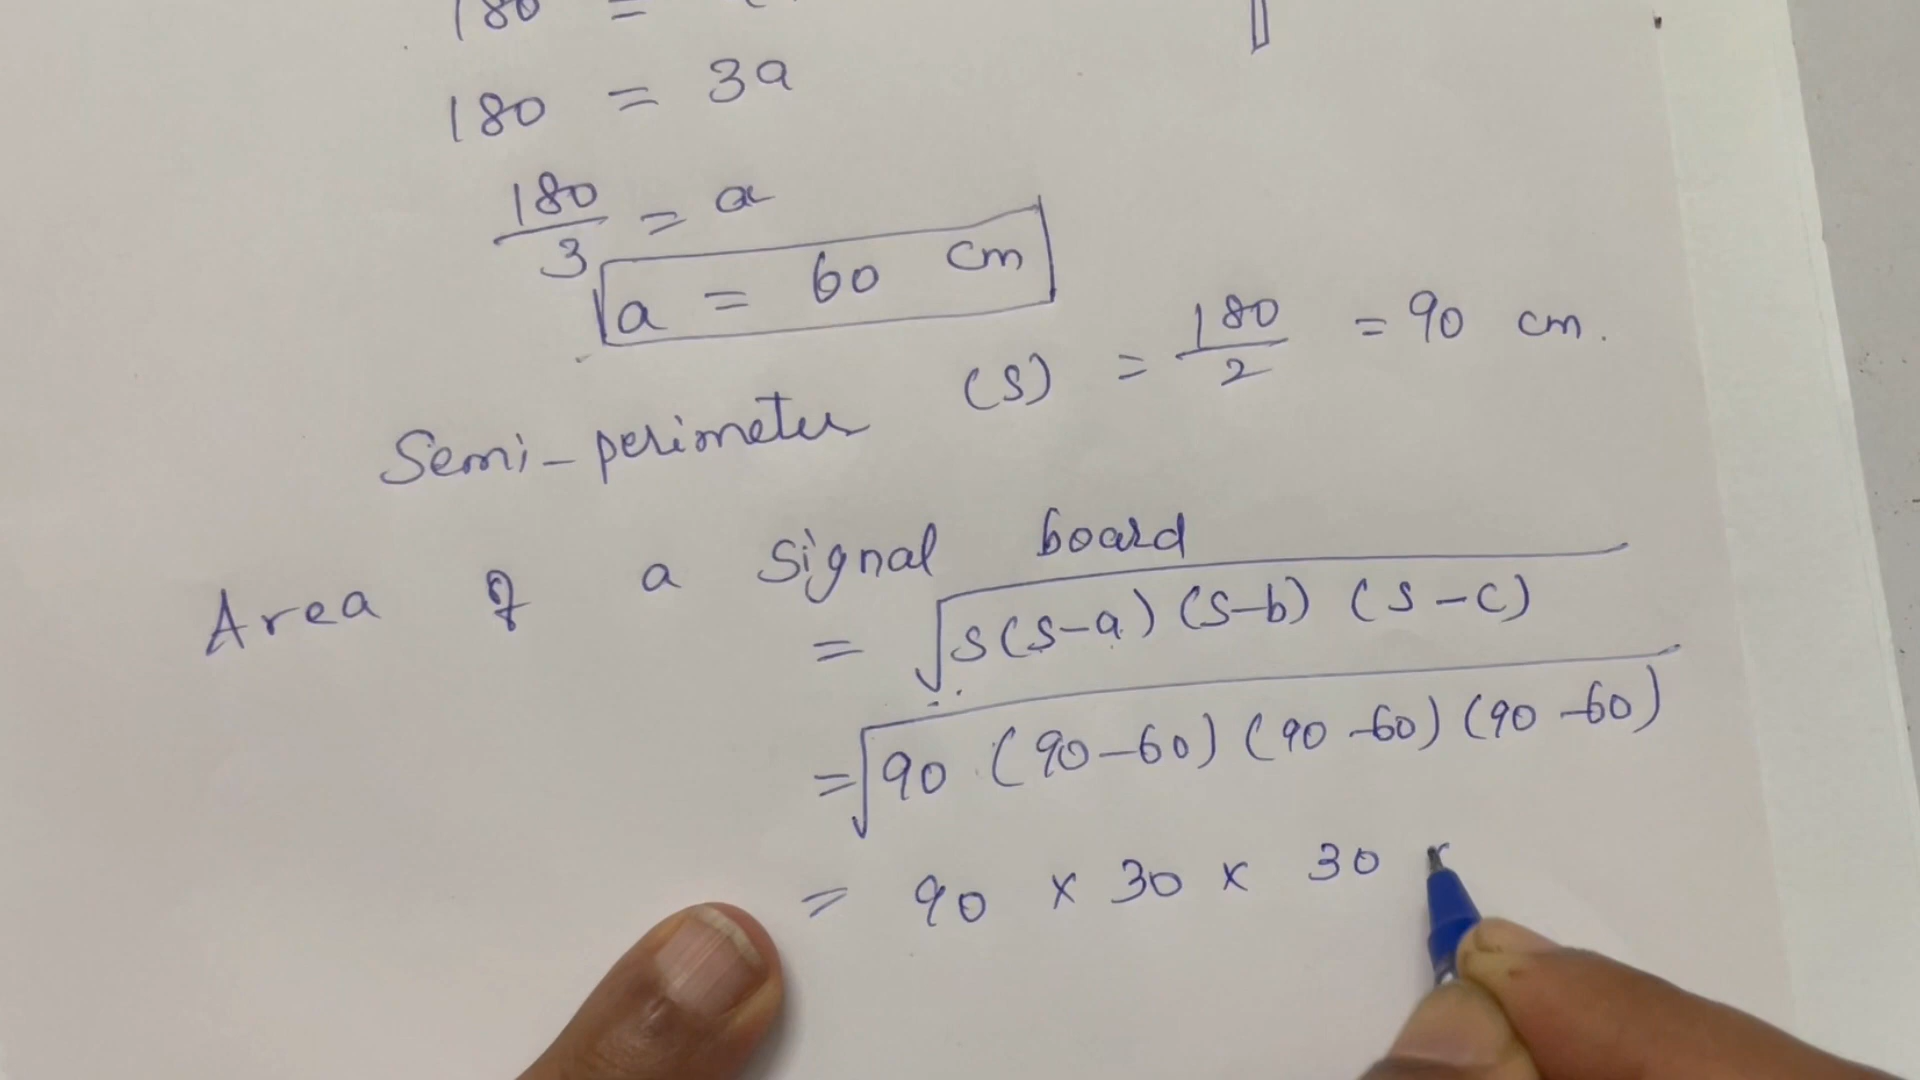 180 =
180 = 3a
180/3 = a
a = 60 cm
Semi-perimeter (S) = 180/2 = 90 cm.
Area of a Signal board
= √s(s-a)(s-b)(s-c)
= √90 (90-60)(90-60)(90-60)
= 90 × 30 × 30 ×